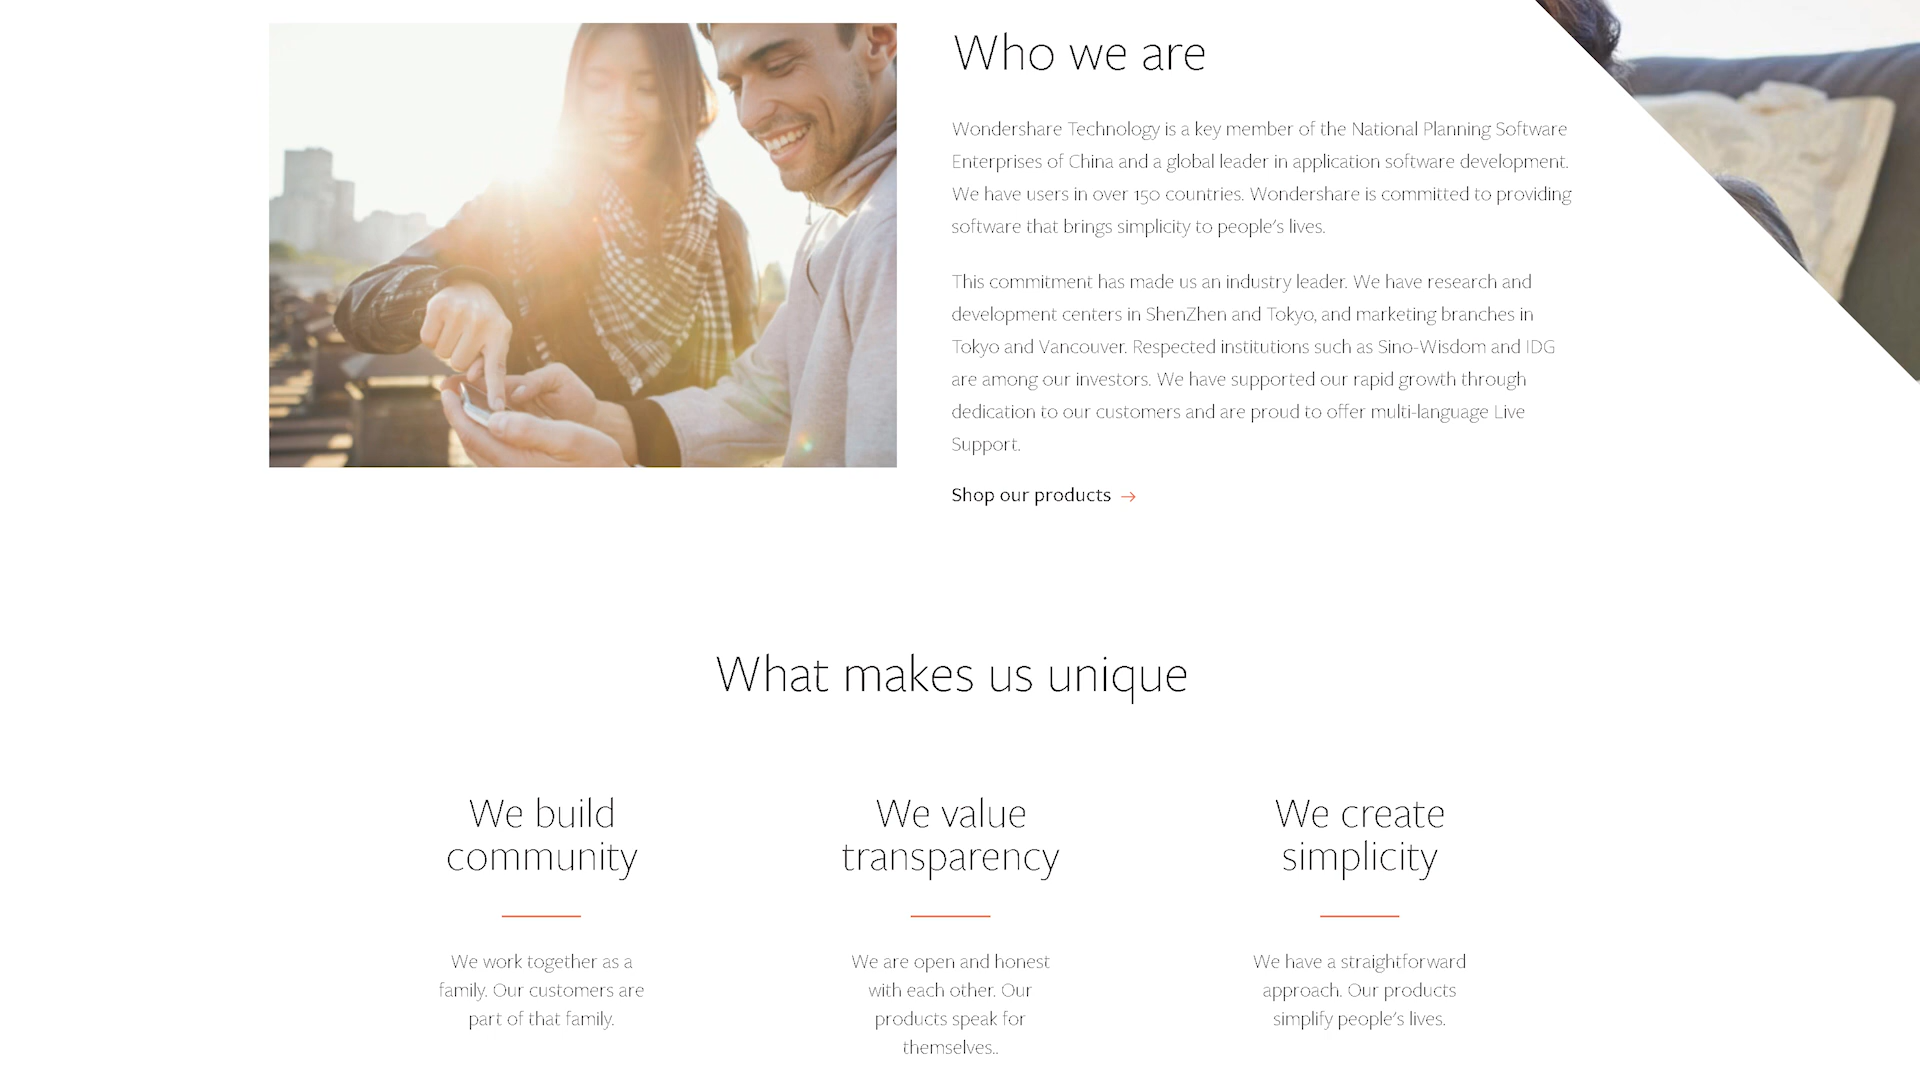 Who we are
Wondershare Technology is a key member of the National Planning Software
Enterprises of China and a global leader in application software development.
We have users in over 150 countries. Wondershare is committed to providing
software that brings simplicity to people's lives.
This commitment has made us an industry leader. We have research and
development centers in ShenZhen and Tokyo, and marketing branches in
Tokyo and Vancouver. Respected institutions such as Sino-Wisdom and IDG
are among our investors. We have supported our rapid growth through
dedication to our customers and are proud to offer multi-language Live
Support.
Shop our products →
What makes us unique
We build
community
We work together as a
family. Our customers are
part of that family.
We value
transparency
We are open and honest
with each other. Our
products speak for
themselves..
We create
simplicity
We have a straightforward
approach. Our products
simplify people's lives.